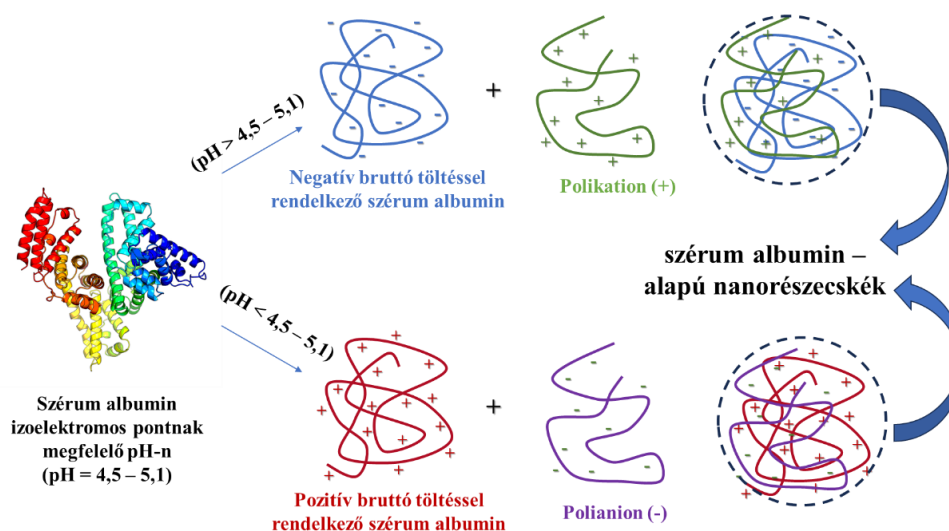 (pH > 4,5 – 5,1)
+
Negatív bruttó töltéssel
rendelkező szérum albumin
Polikation (+)
szérum albumin –
alapú nanorészecskék
(pH < 4,5 – 5,1)
Szérum albumin
izoelektromos pontnak
megfelelő pH-n
(pH = 4,5 – 5,1)
+
Pozitív bruttó töltéssel
rendelkező szérum albumin
Polianion (-)